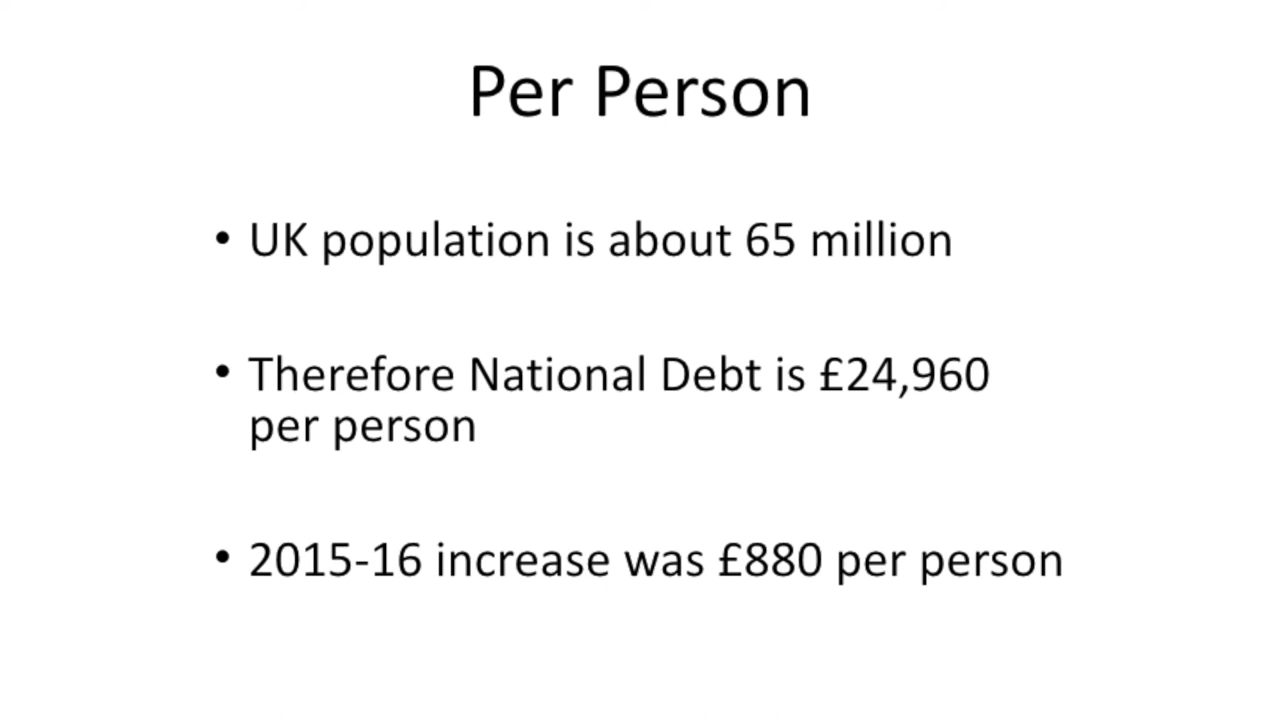 Per Person
• UK population is about 65 million
• Therefore National Debt is £24,960
per person
• 2015-16 increase was £880 per person